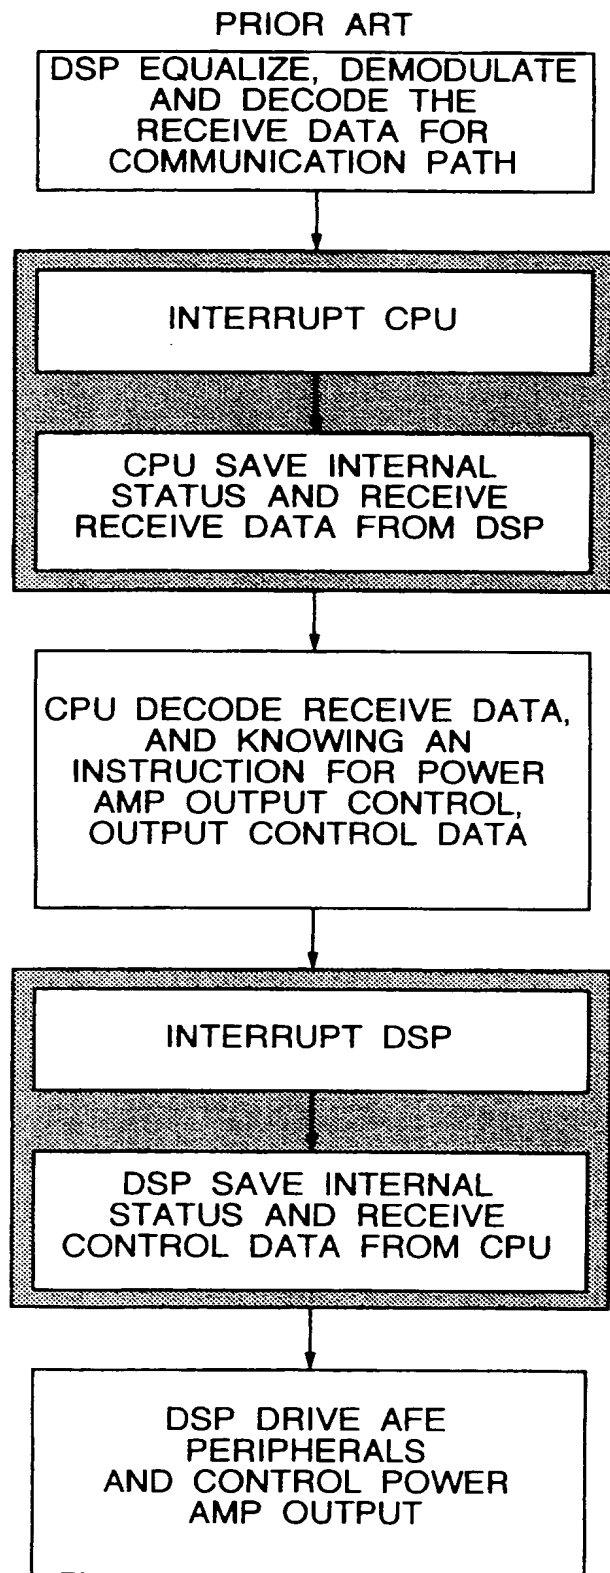 PRIOR ART
DSP EQUALIZE, DEMODULATE
AND DECODE THE
RECEIVE DATA FOR
COMMUNICATION PATH
INTERRUPT CPU
CPU SAVE INTERNAL
STATUS AND RECEIVE
RECEIVE DATA FROM DSP
CPU DECODE RECEIVE DATA,
AND KNOWING AN
INSTRUCTION FOR POWER
AMP OUTPUT CONTROL,
OUTPUT CONTROL DATA
INTERRUPT DSP
DSP SAVE INTERNAL
STATUS AND RECEIVE
CONTROL DATA FROM CPU
DSP DRIVE AFE
PERIPHERALS
AND CONTROL POWER
AMP OUTPUT